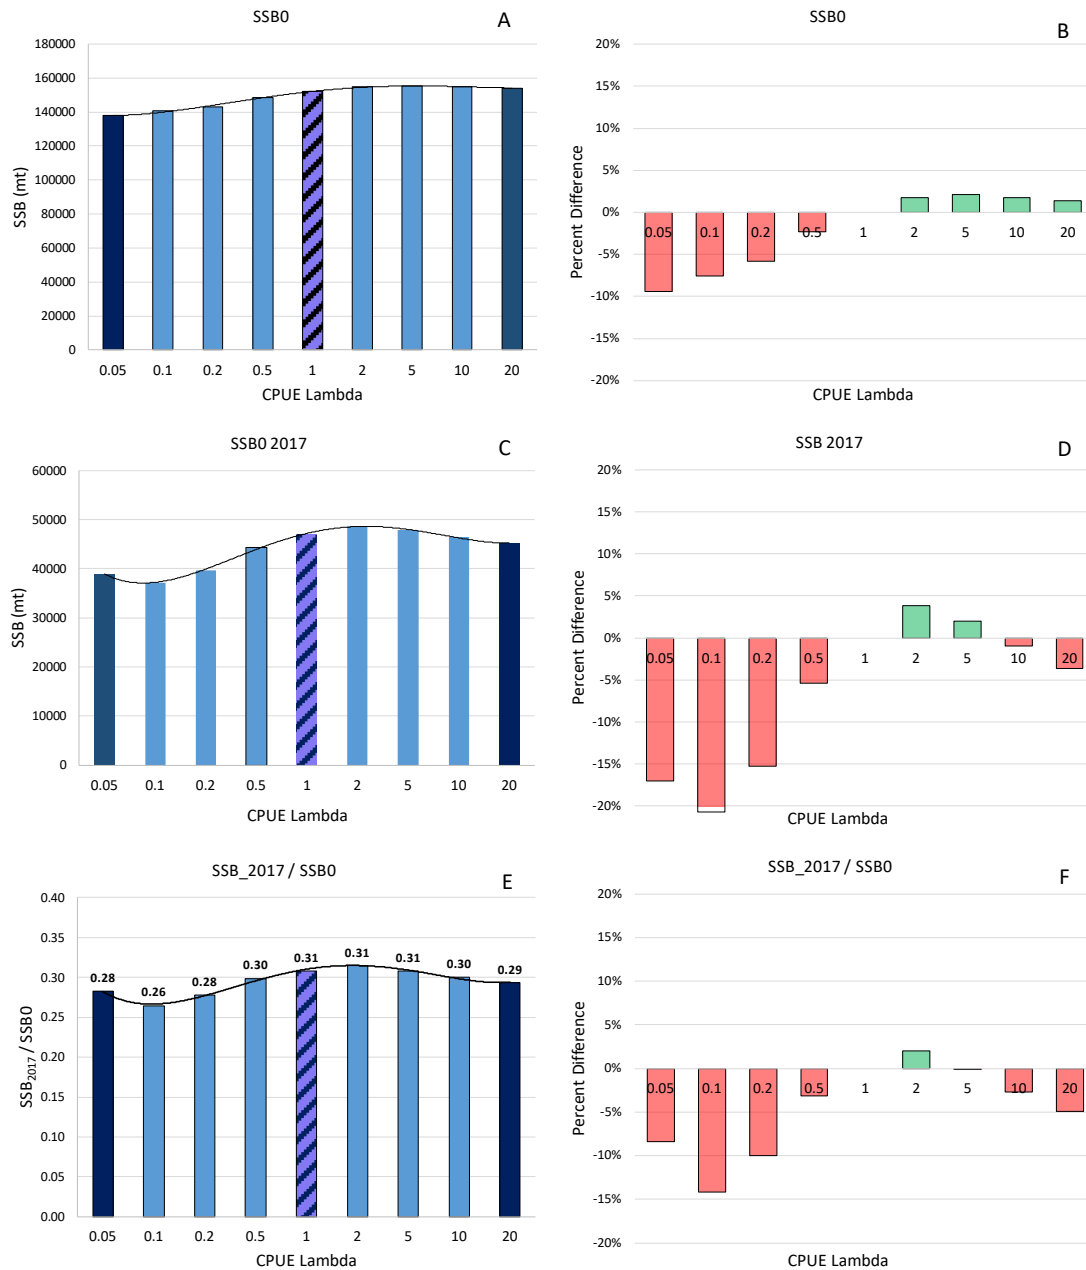 SSB0
A
180000
160000
140000
120000
100000
80000
60000
40000
20000
0
SSB (mt)
0.05 0.1 0.2 0.5 1 2 5 10 20
CPUE Lambda
SSB0
B
20%
15%
10%
5%
0%
-5%
-10%
-15%
-20%
Percent Difference
0.05 0.1 0.2 0.5 1 2 5 10 20
CPUE Lambda
SSB0 2017
C
60000
50000
40000
30000
20000
10000
0
SSB (mt)
0.05 0.1 0.2 0.5 1 2 5 10 20
CPUE Lambda
SSB 2017
D
20%
15%
10%
5%
0%
-5%
-10%
-15%
-20%
Percent Difference
0.05 0.1 0.2 0.5 1 2 5 10 20
CPUE Lambda
SSB_2017 / SSB0
E
0.40
0.35
0.30
0.25
0.20
0.15
0.10
0.05
0.00
SSB2017 / SSB0
0.28 0.26 0.28 0.30 0.31 0.31 0.31 0.30 0.29
0.05 0.1 0.2 0.5 1 2 5 10 20
CPUE Lambda
SSB_2017 / SSB0
F
20%
15%
10%
5%
0%
-5%
-10%
-15%
-20%
Percent Difference
0.05 0.1 0.2 0.5 1 2 5 10 20
CPUE Lambda